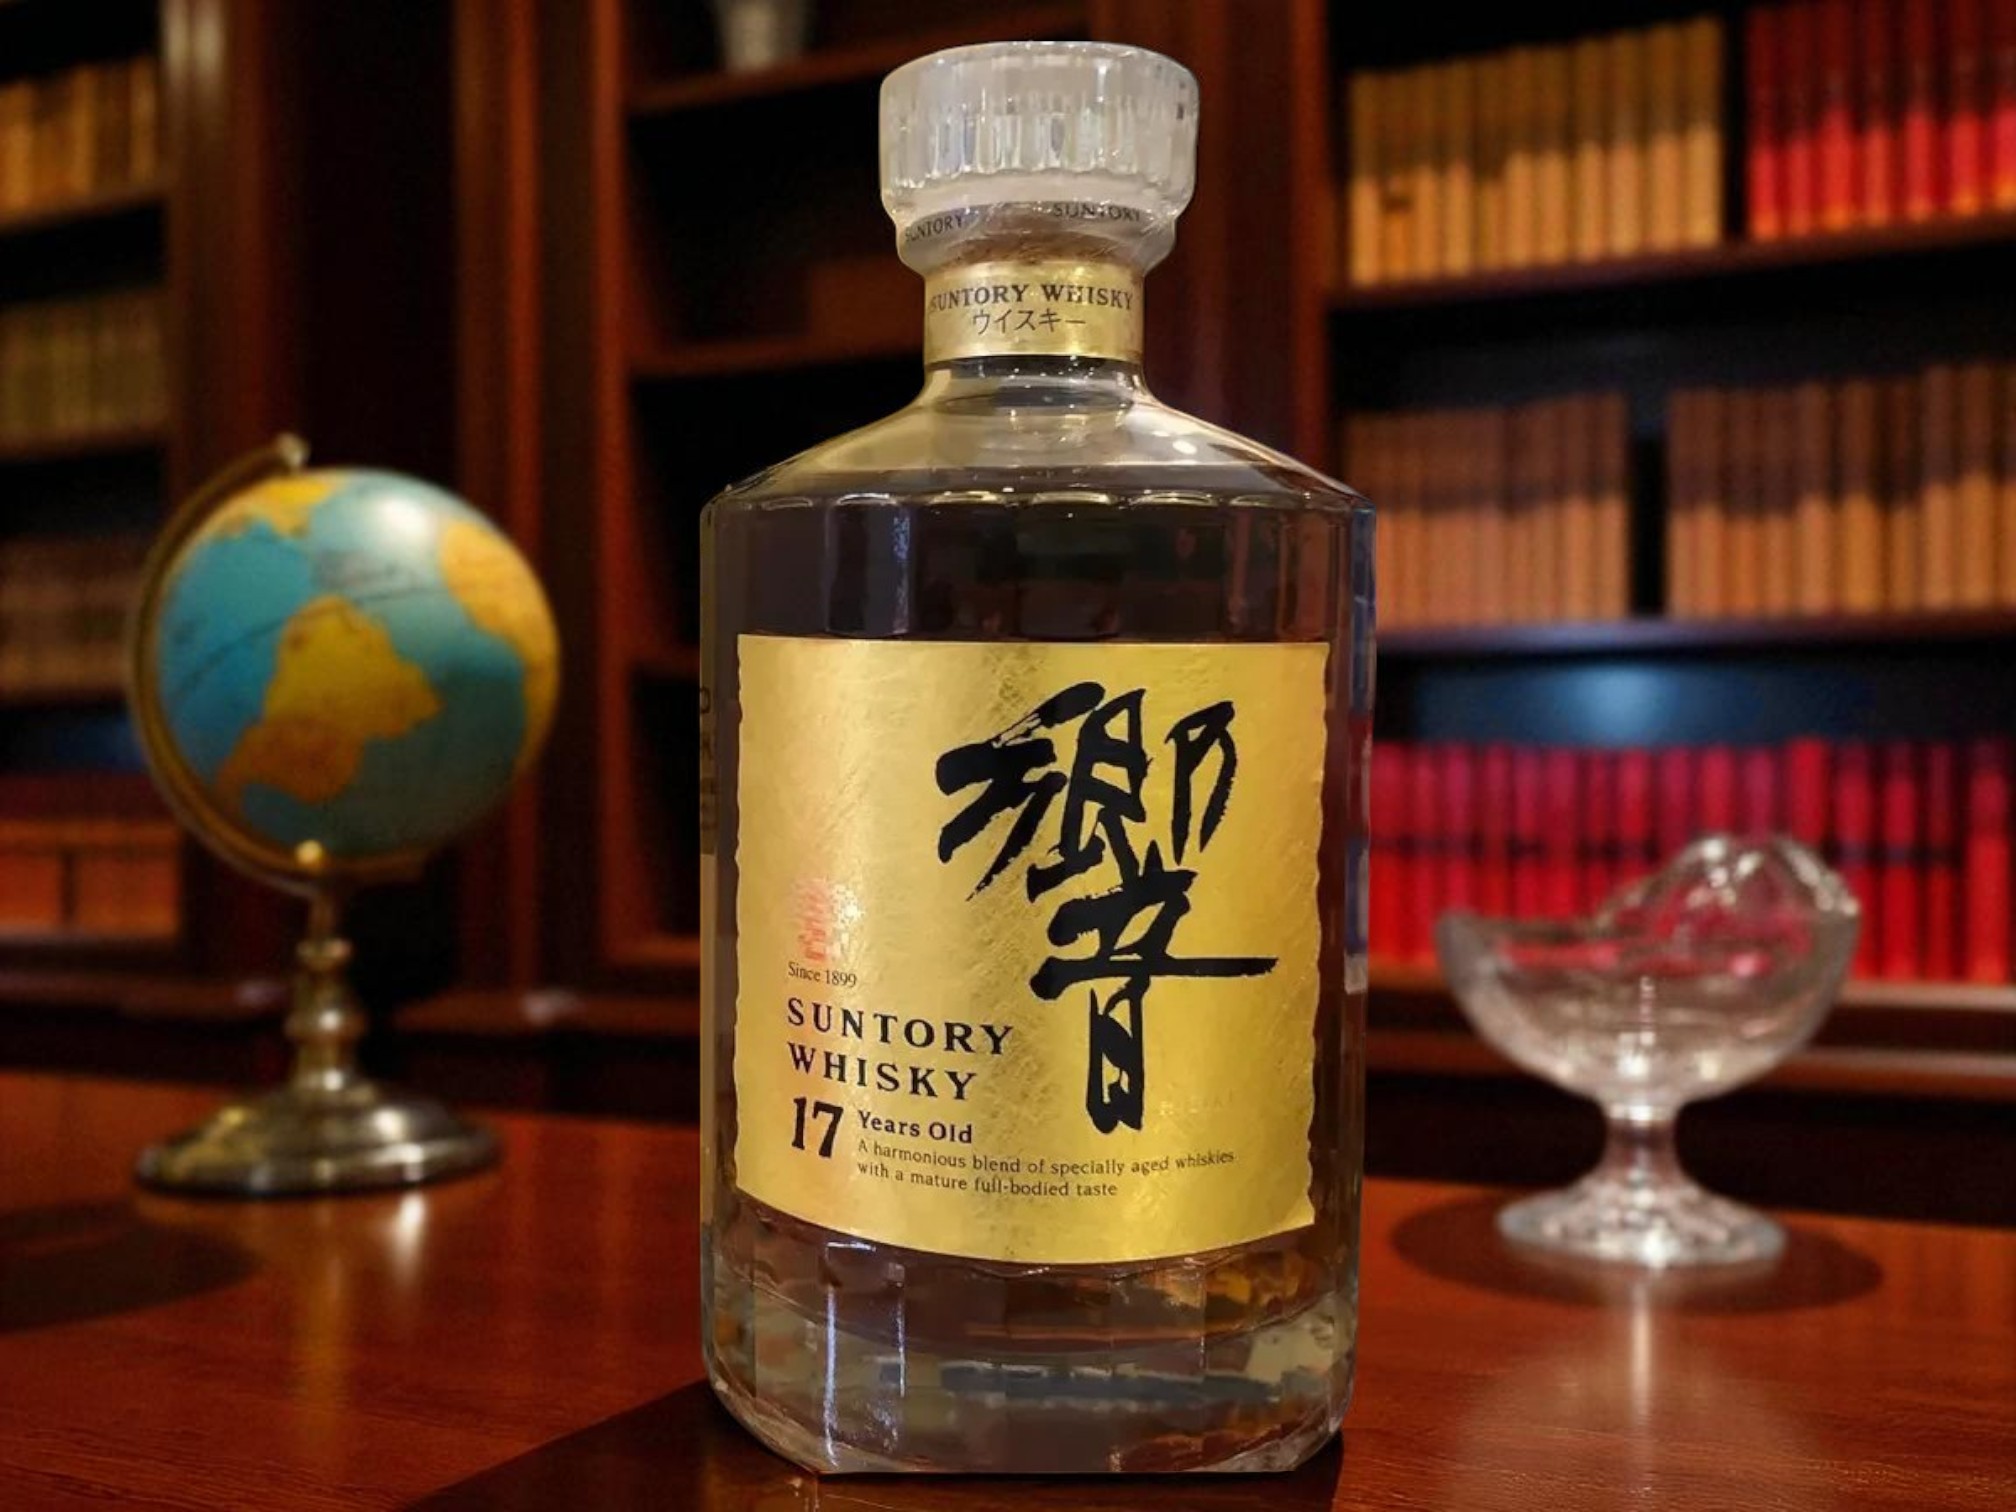 SUNTORY SUNTORY
SUNTORY WHISKY
ウイスキー
響
Since 1899
SUNTORY
WHISKY
17 Years Old
A harmonious blend of specially aged whiskies
with a mature full-bodied taste